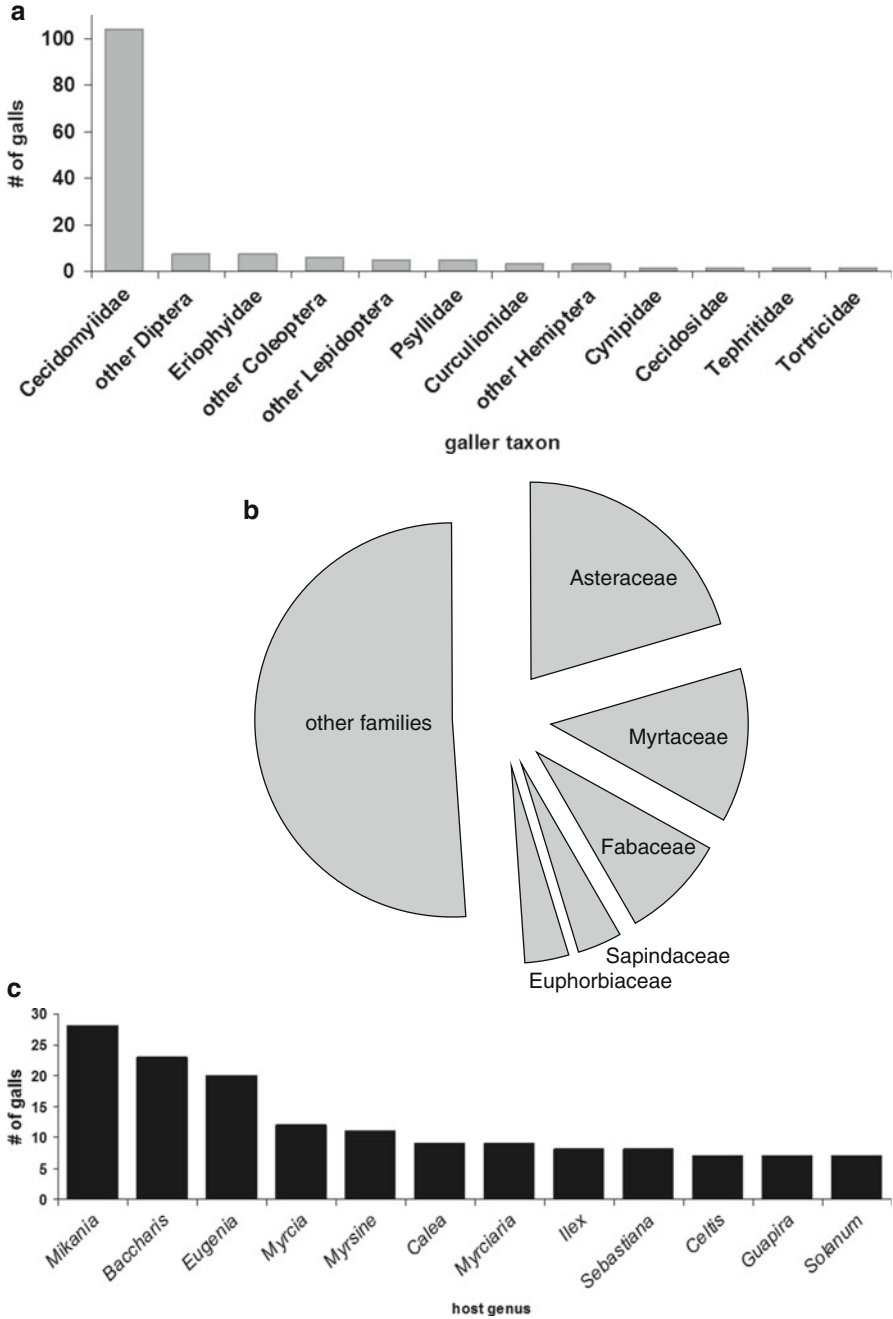 a
# of galls
100
80
60
40
20
0
Cecidomyiidae
other Diptera
Eriophyidae
other Coleoptera
other Lepidoptera
Psyllidae
Curculionidae
other Hemiptera
Cynipidae
Cecidosidae
Tephritidae
Tortricidae
galler taxon
b
Asteraceae
other families
Myrtaceae
Fabaceae
Sapindaceae
Euphorbiaceae
c
# of galls
30
25
20
15
10
5
0
Mikania
Baccharis
Eugenia
Myrcia
Myrsine
Calea
Myrciaria
Ilex
Sebastiana
Celtis
Guapira
Solanum
host genus